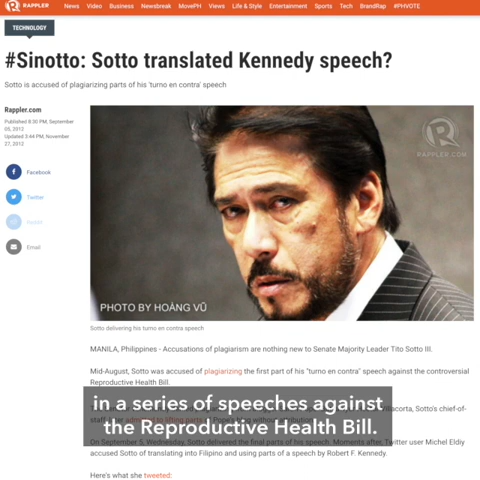 RAPPLER
News Video Business Newsbreak MovePH Views Life & Style Entertainment Sports Tech BrandRap #PHVOTE
TECHNOLOGY
#Sinotto: Sotto translated Kennedy speech?
Sotto is accused of plagiarizing parts of his 'turno en contra' speech
Rappler.com
Published 8:30 PM, September
05, 2012
Updated 3:44 PM, November
27, 2012
Facebook
Twitter
Reddit
Email
RAPPLER.COM
PHOTO BY HOÀNG VŨ
Sotto delivering his turno en contra speech
MANILA, Philippines - Accusations of plagiarism are nothing new to Senate Majority Leader Tito Sotto III.
Mid-August, Sotto was accused of plagiarizing the first part of his "turno en contra" speech against the controversial
Reproductive Health Bill.
in a series of speeches against
the Reproductive Health Bill.
Villacorta, Sotto's chief-of-
On September 5, Wednesday, Sotto delivered the final parts of his speech. Moments after, Twitter user Michel Eldiy
accused Sotto of translating into Filipino and using parts of a speech by Robert F. Kennedy.
Here's what she tweeted: